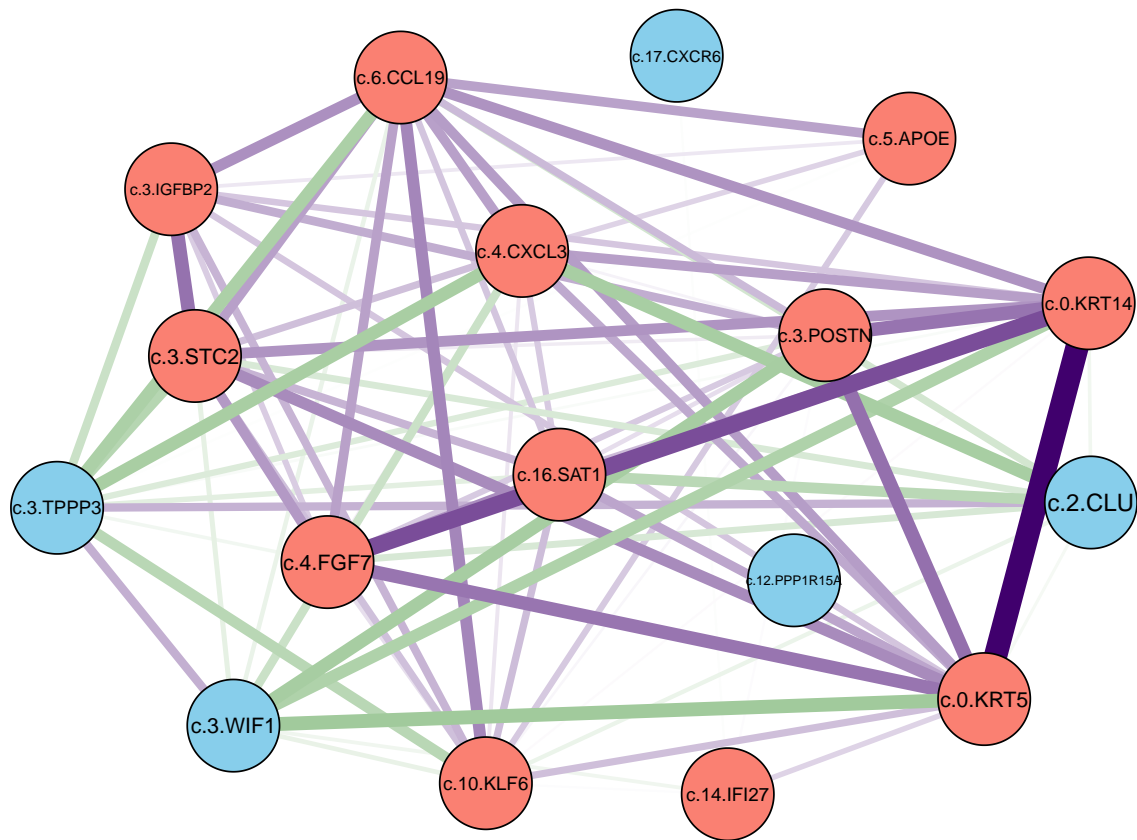 c.17.CXCR6
c.6.CCL19
c.5.APOE
c.3.IGFBP2
c.4.CXCL3
c.0.KRT14
c.3.POSTN
c.3.STC2
c.16.SAT1
c.2.CLU
c.3.TPPP3
c.4.FGF7
c.12.PPP1R15A
c.0.KRT5
c.3.WIF1
c.10.KLF6
c.14.IFI27